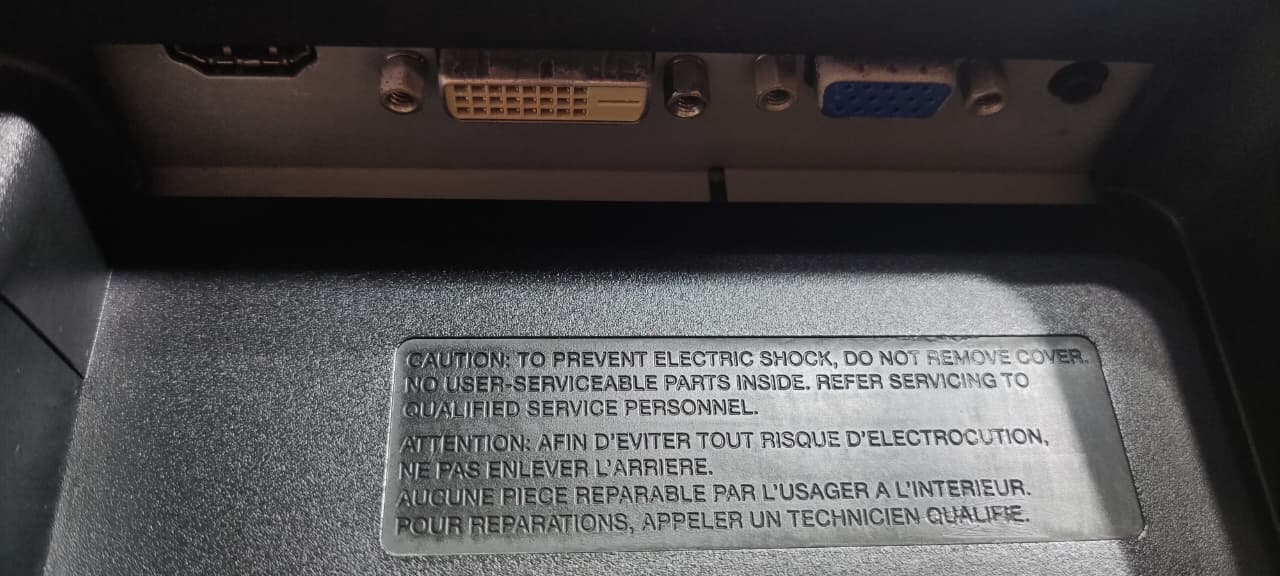 CAUTION: TO PREVENT ELECTRIC SHOCK, DO NOT REMOVE COVER.
NO USER-SERVICEABLE PARTS INSIDE. REFER SERVICING TO
QUALIFIED SERVICE PERSONNEL.
ATTENTION: AFIN D'EVITER TOUT RISQUE D'ELECTROCUTION,
NE PAS ENLEVER L'ARRIERE.
AUCUNE PIECE REPARABLE PAR L'USAGER A L'INTERIEUR.
POUR REPARATIONS, APPELER UN TECHNICIEN QUALIFIE.